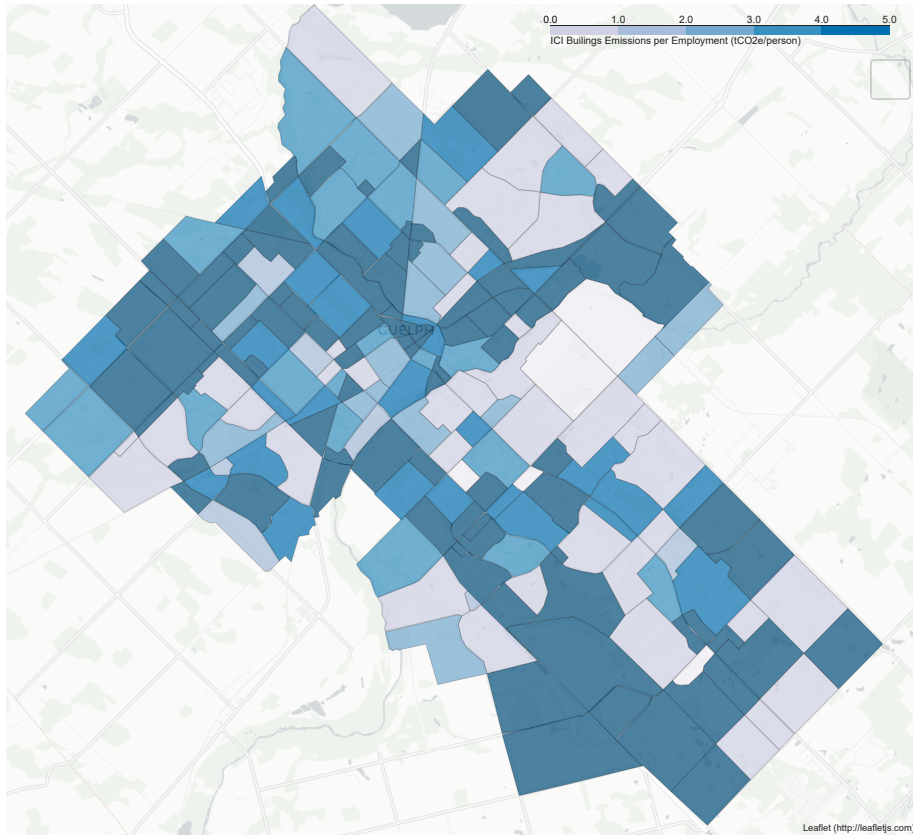 0.0 1.0 2.0 3.0 4.0 5.0
ICI Builings Emissions per Employment (tCO2e/person)
GUELPH
Leaflet (http://leafletjs.com)